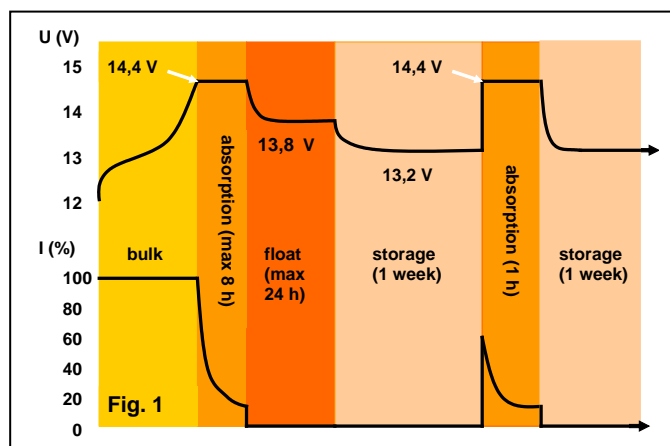 U (V)
15
14
13
12
14,4 V
14,4 V
13,8 V
13,2 V
I (%)
100
80
60
40
20
0
bulk
absorption (max 8 h)
float
(max
24 h)
storage
(1 week)
absorption (1 h)
storage
(1 week)
Fig. 1